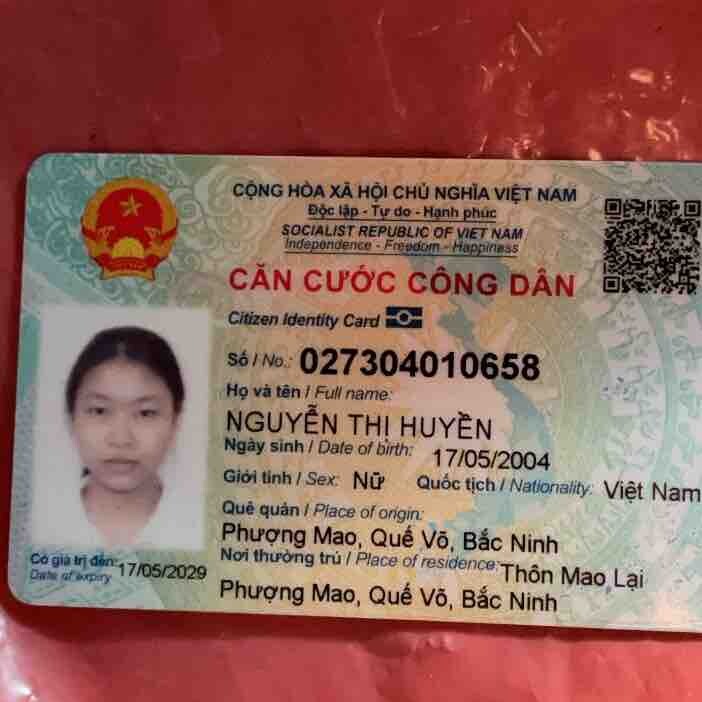 CỘNG HÒA XÃ HỘI CHỦ NGHĨA VIỆT NAM
Độc lập - Tự do - Hạnh phúc
SOCIALIST REPUBLIC OF VIET NAM
Independence - Freedom - Happiness
CĂN CƯỚC CÔNG DÂN
Citizen Identity Card
Số / No.: 027304010658
Họ và tên / Full name:
NGUYỄN THỊ HUYỀN
Ngày sinh / Date of birth: 17/05/2004
Giới tính / Sex: Nữ Quốc tịch / Nationality: Việt Nam
Quê quán / Place of origin:
Phượng Mao, Quế Võ, Bắc Ninh
Nơi thường trú / Place of residence: Thôn Mao Lại
Phượng Mao, Quế Võ, Bắc Ninh
Có giá trị đến: 17/05/2029
Date of expiry